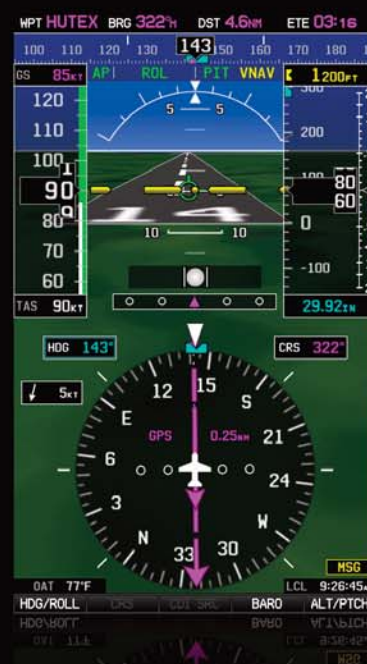 WPT HUTEX BRG 322°M DST 4.6NM ETE 03:16
100 110 120 130 143 150 160 170 180
GS 85KT AP ROL PIT VNAV 1200FT
120
110
100
90
80
70
60
5 5
14
10 10
200
100
80
60
0
-100
TAS 90KT
29.92IN
HDG 143°
CRS 322°
5KT
12 15 S 21 24 W 30 33 N 3 6 E
GPS 0.25NM
MSG
OAT 77°F
LCL 9:26:45
HDG/ROLL CRS CDI SRC BARO ALT/PTCH